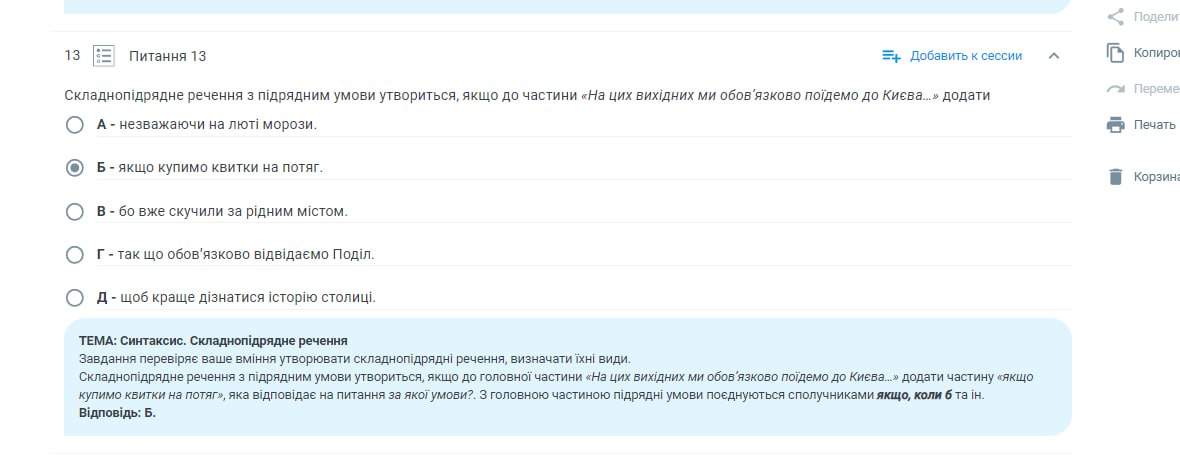 Поделит
13 Питання 13 Добавить к сессии
Копиров
Складнопідрядне речення з підрядним умови утвориться, якщо до частини «На цих вихідних ми обов’язково поїдемо до Києва…» додати
Переме
А - незважаючи на люті морози.
Печать
Б - якщо купимо квитки на потяг.
Корзина
В - бо вже скучили за рідним містом.
Г - так що обов’язково відвідаємо Поділ.
Д - щоб краще дізнатися історію столиці.
ТЕМА: Синтаксис. Складнопідрядне речення
Завдання перевіряє ваше вміння утворювати складнопідрядні речення, визначати їхні види.
Складнопідрядне речення з підрядним умови утвориться, якщо до головної частини «На цих вихідних ми обов’язково поїдемо до Києва…» додати частину «якщо
купимо квитки на потяг», яка відповідає на питання за якої умови?. З головною частиною підрядні умови поєднуються сполучниками якщо, коли б та ін.
Відповідь: Б.